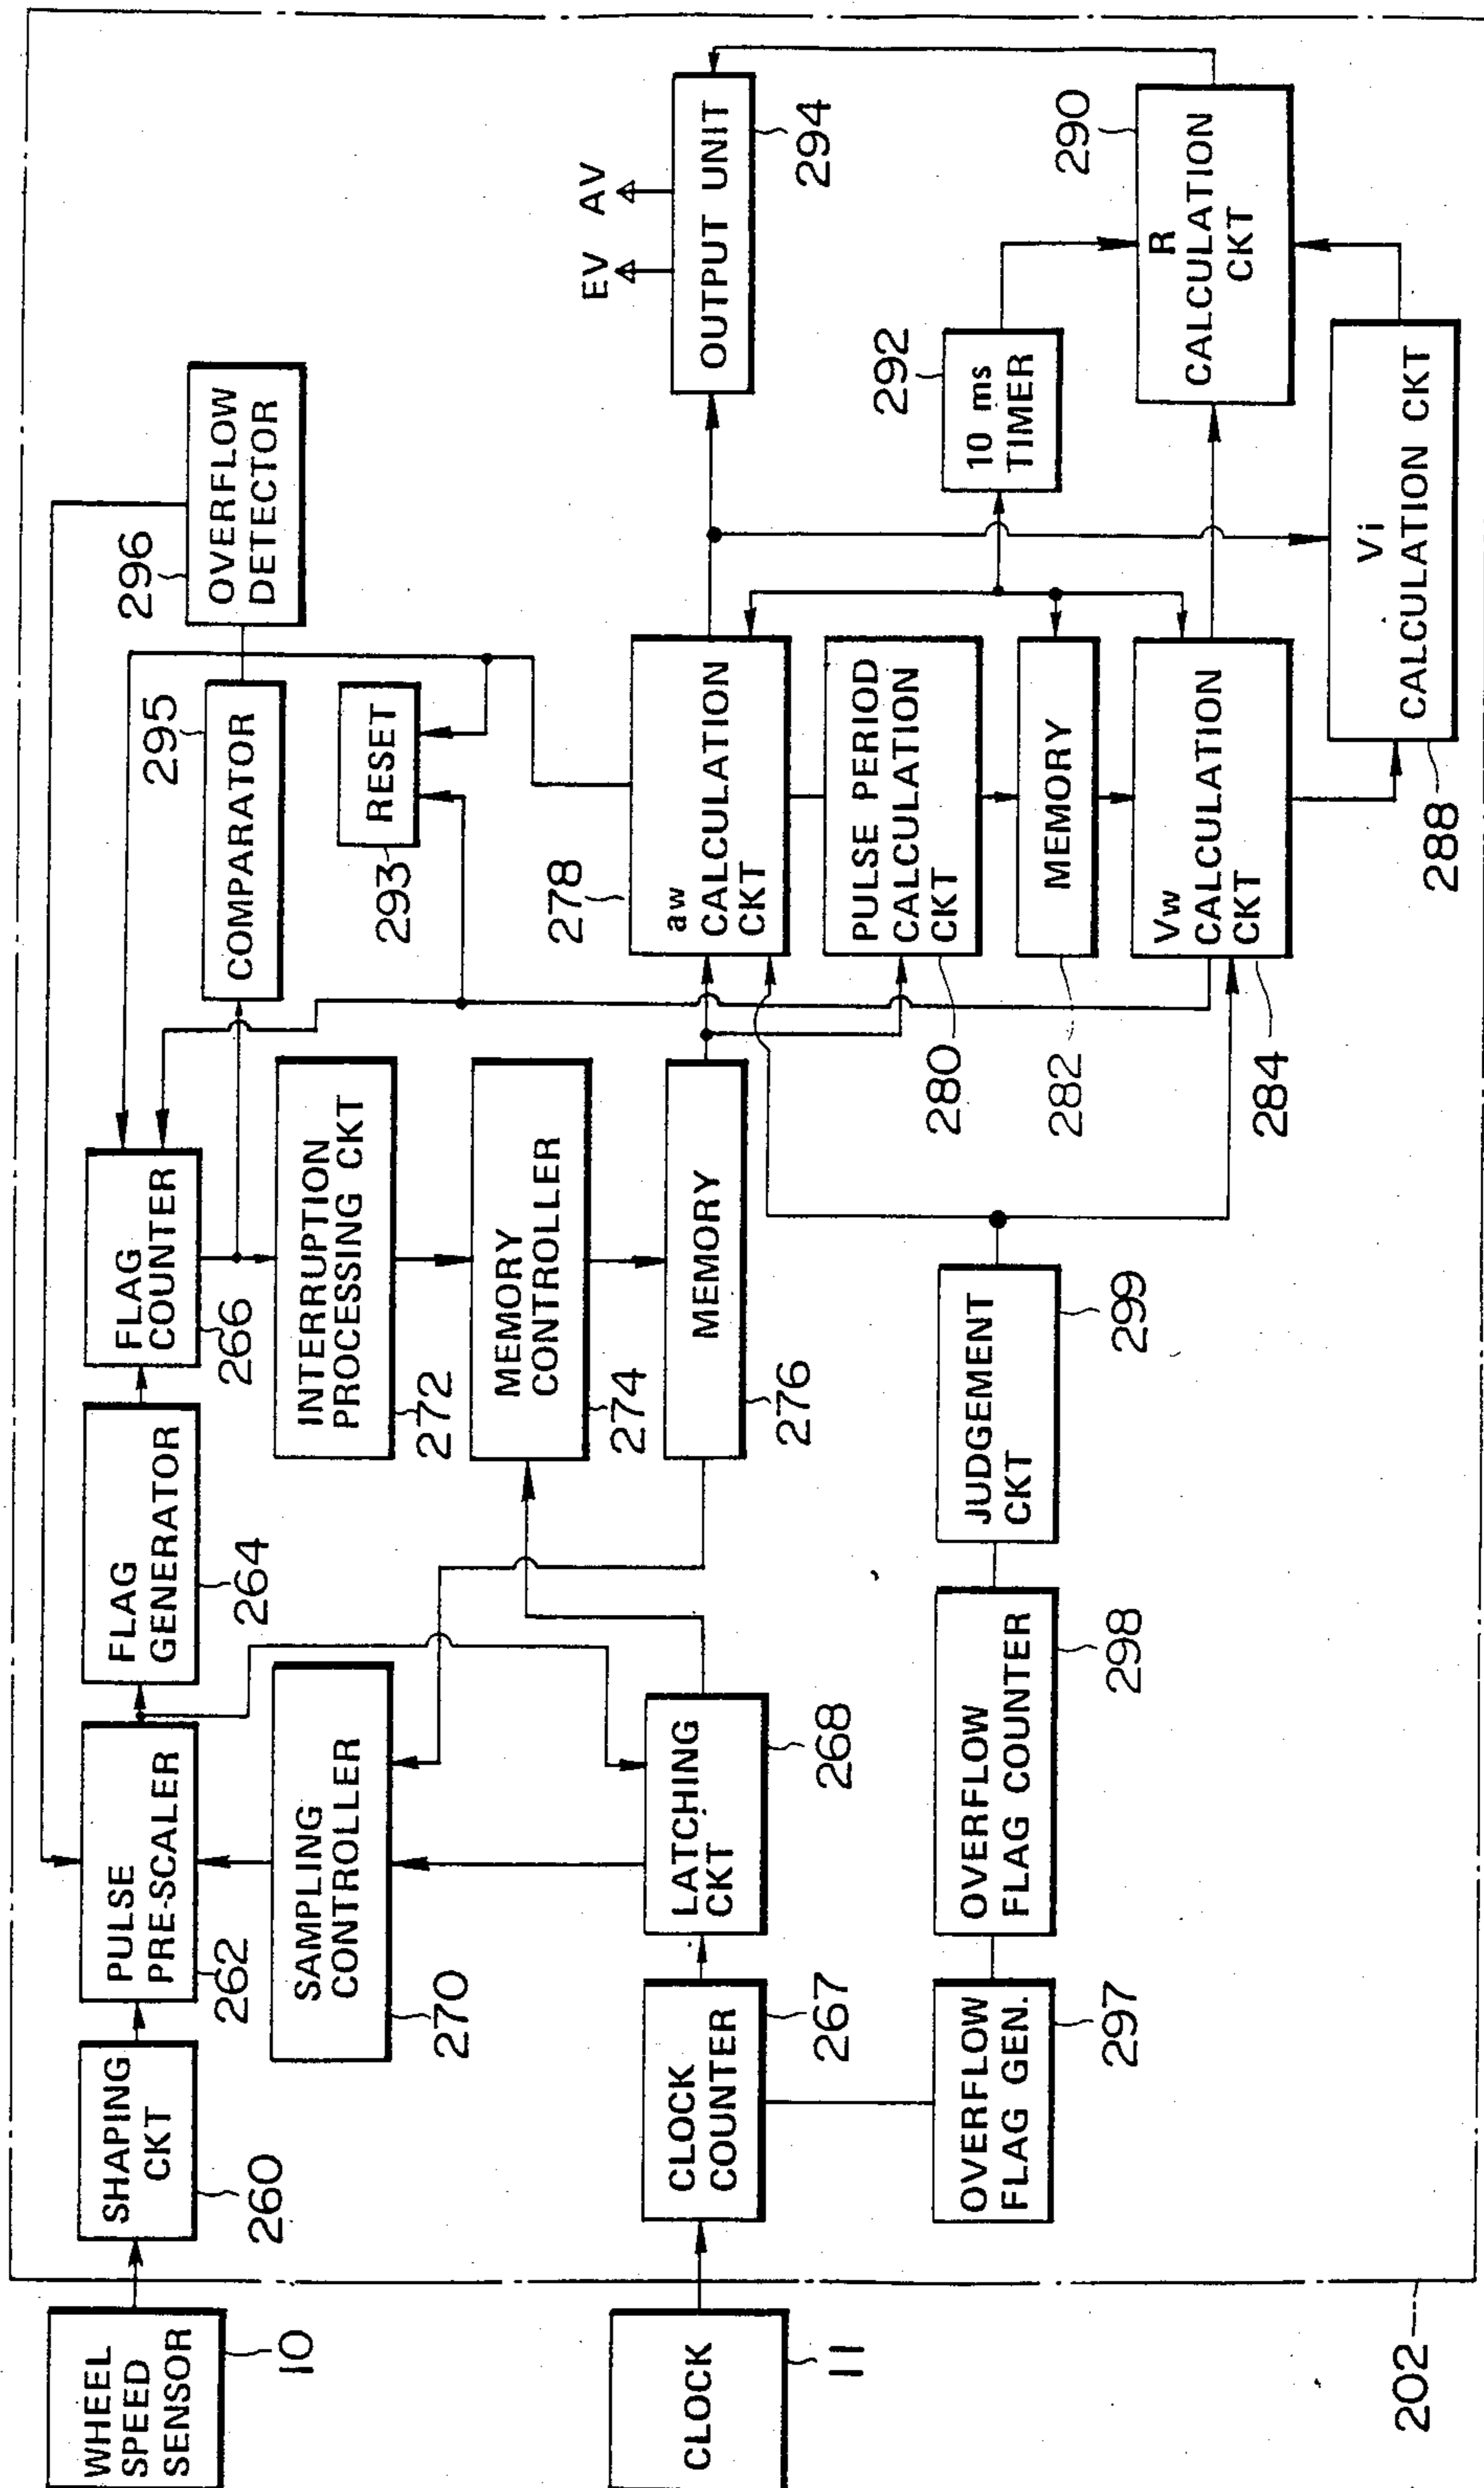 WHEEL
SPEED
SENSOR
10
SHAPING
CKT
260
PULSE
PRE-SCALER
262
FLAG
GENERATOR
264
FLAG
COUNTER
266
COMPARATOR
295
OVERFLOW
DETECTOR
296
SAMPLING
CONTROLLER
270
INTERRUPTION
PROCESSING CKT
272
RESET
293
MEMORY
CONTROLLER
274
CLOCK
11
CLOCK
COUNTER
267
LATCHING
CKT
268
MEMORY
276
aw
CALCULATION
CKT
278
EV AV
OUTPUT UNIT
294
PULSE PERIOD
CALCULATION
CKT
280
OVERFLOW
FLAG GEN.
297
OVERFLOW
FLAG COUNTER
298
JUDGEMENT
CKT
299
MEMORY
282
10 ms
TIMER
292
Vw
CALCULATION
CKT
284
R
CALCULATION
CKT
290
Vi
CALCULATION CKT
288
202